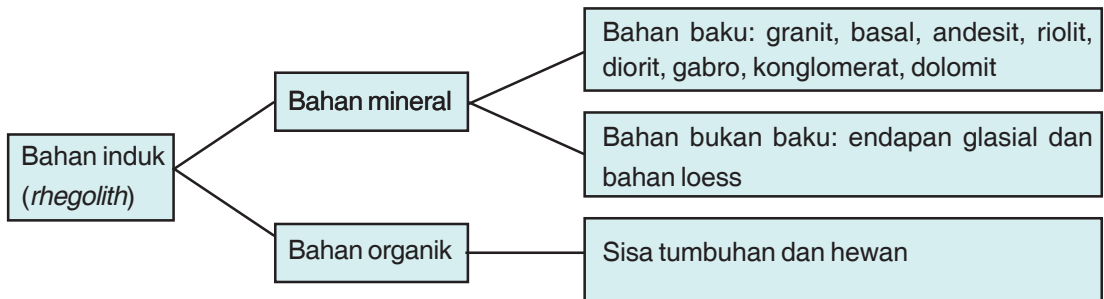 Bahan baku: granit, basal, andesit, riolit,
diorit, gabro, konglomerat, dolomit
Bahan mineral
Bahan bukan baku: endapan glasial dan
bahan loess
Bahan induk
(rhegolith)
Bahan organik
Sisa tumbuhan dan hewan